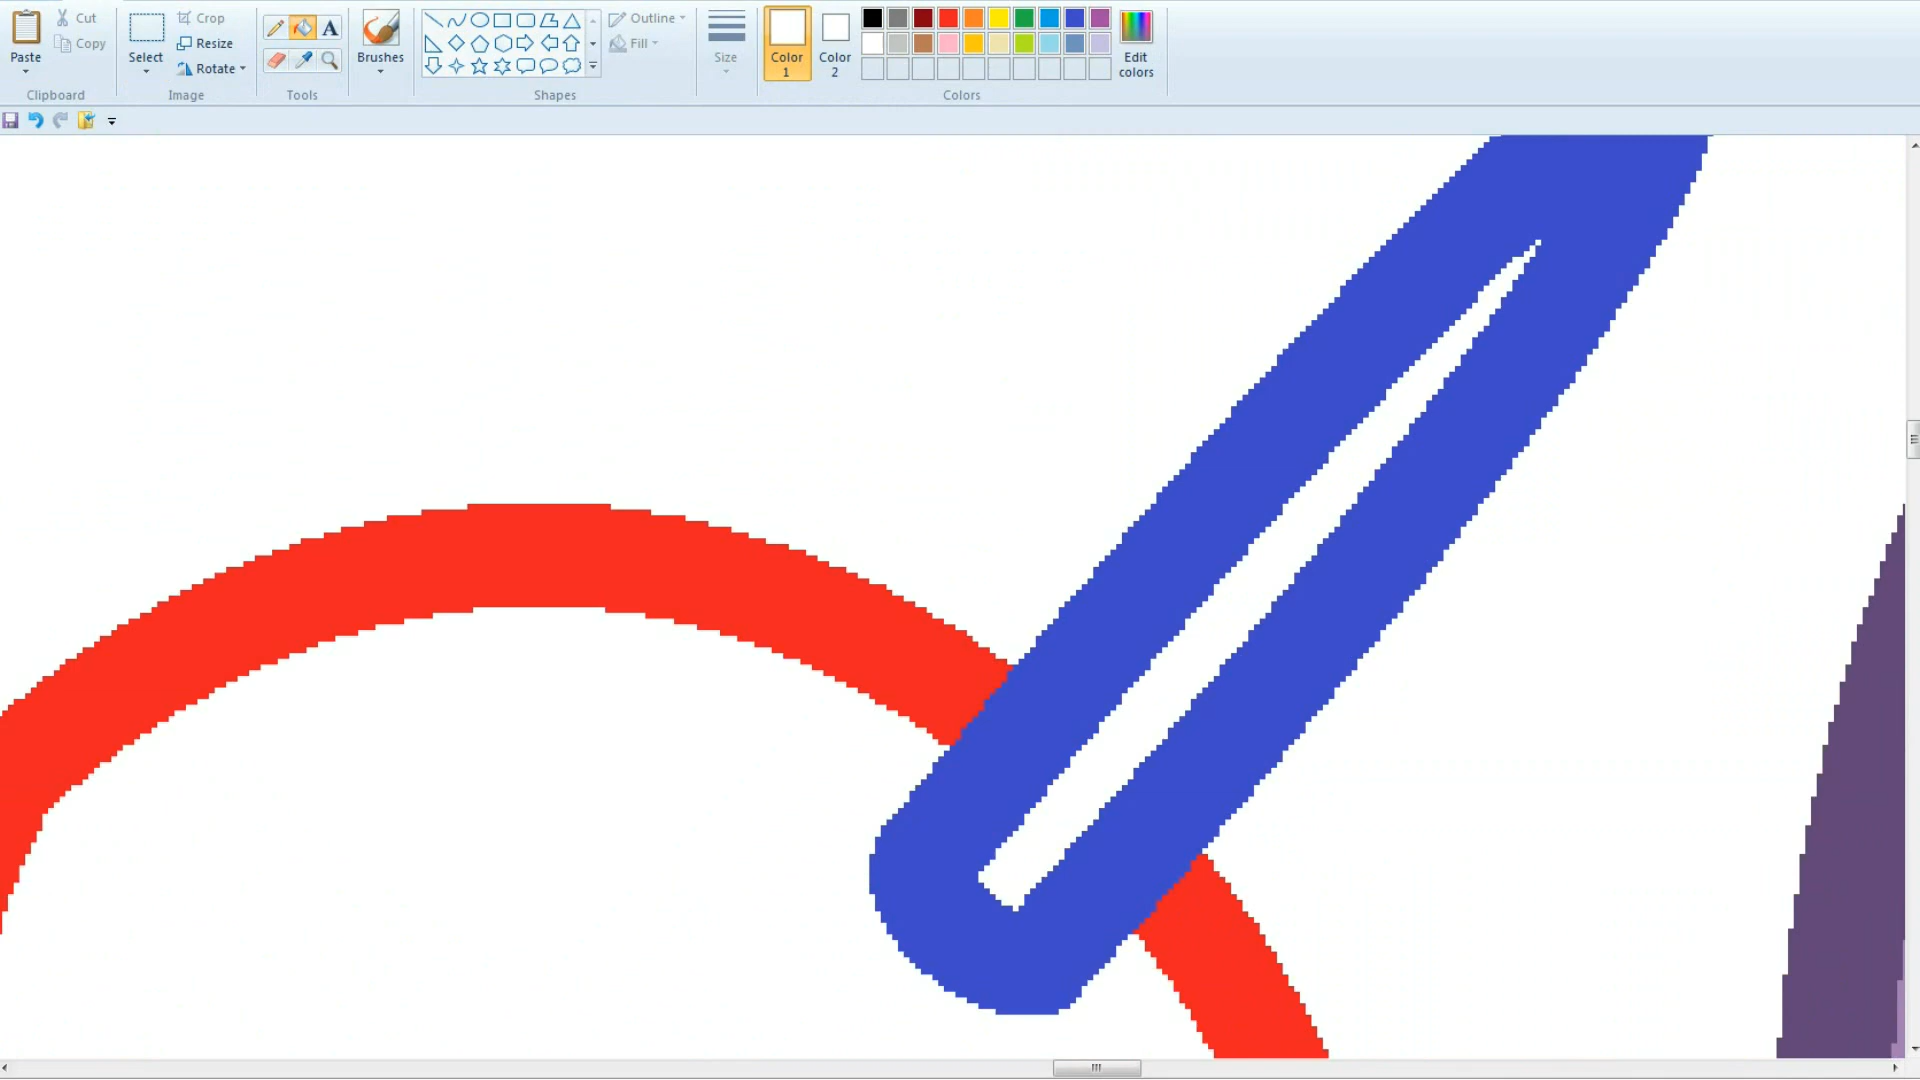 Paste
Cut
Copy
Clipboard
Select
Crop
Resize
Rotate
Image
A
Tools
Brushes
Shapes
Outline
Fill
Size
Color 1
Color 2
Edit colors
Colors